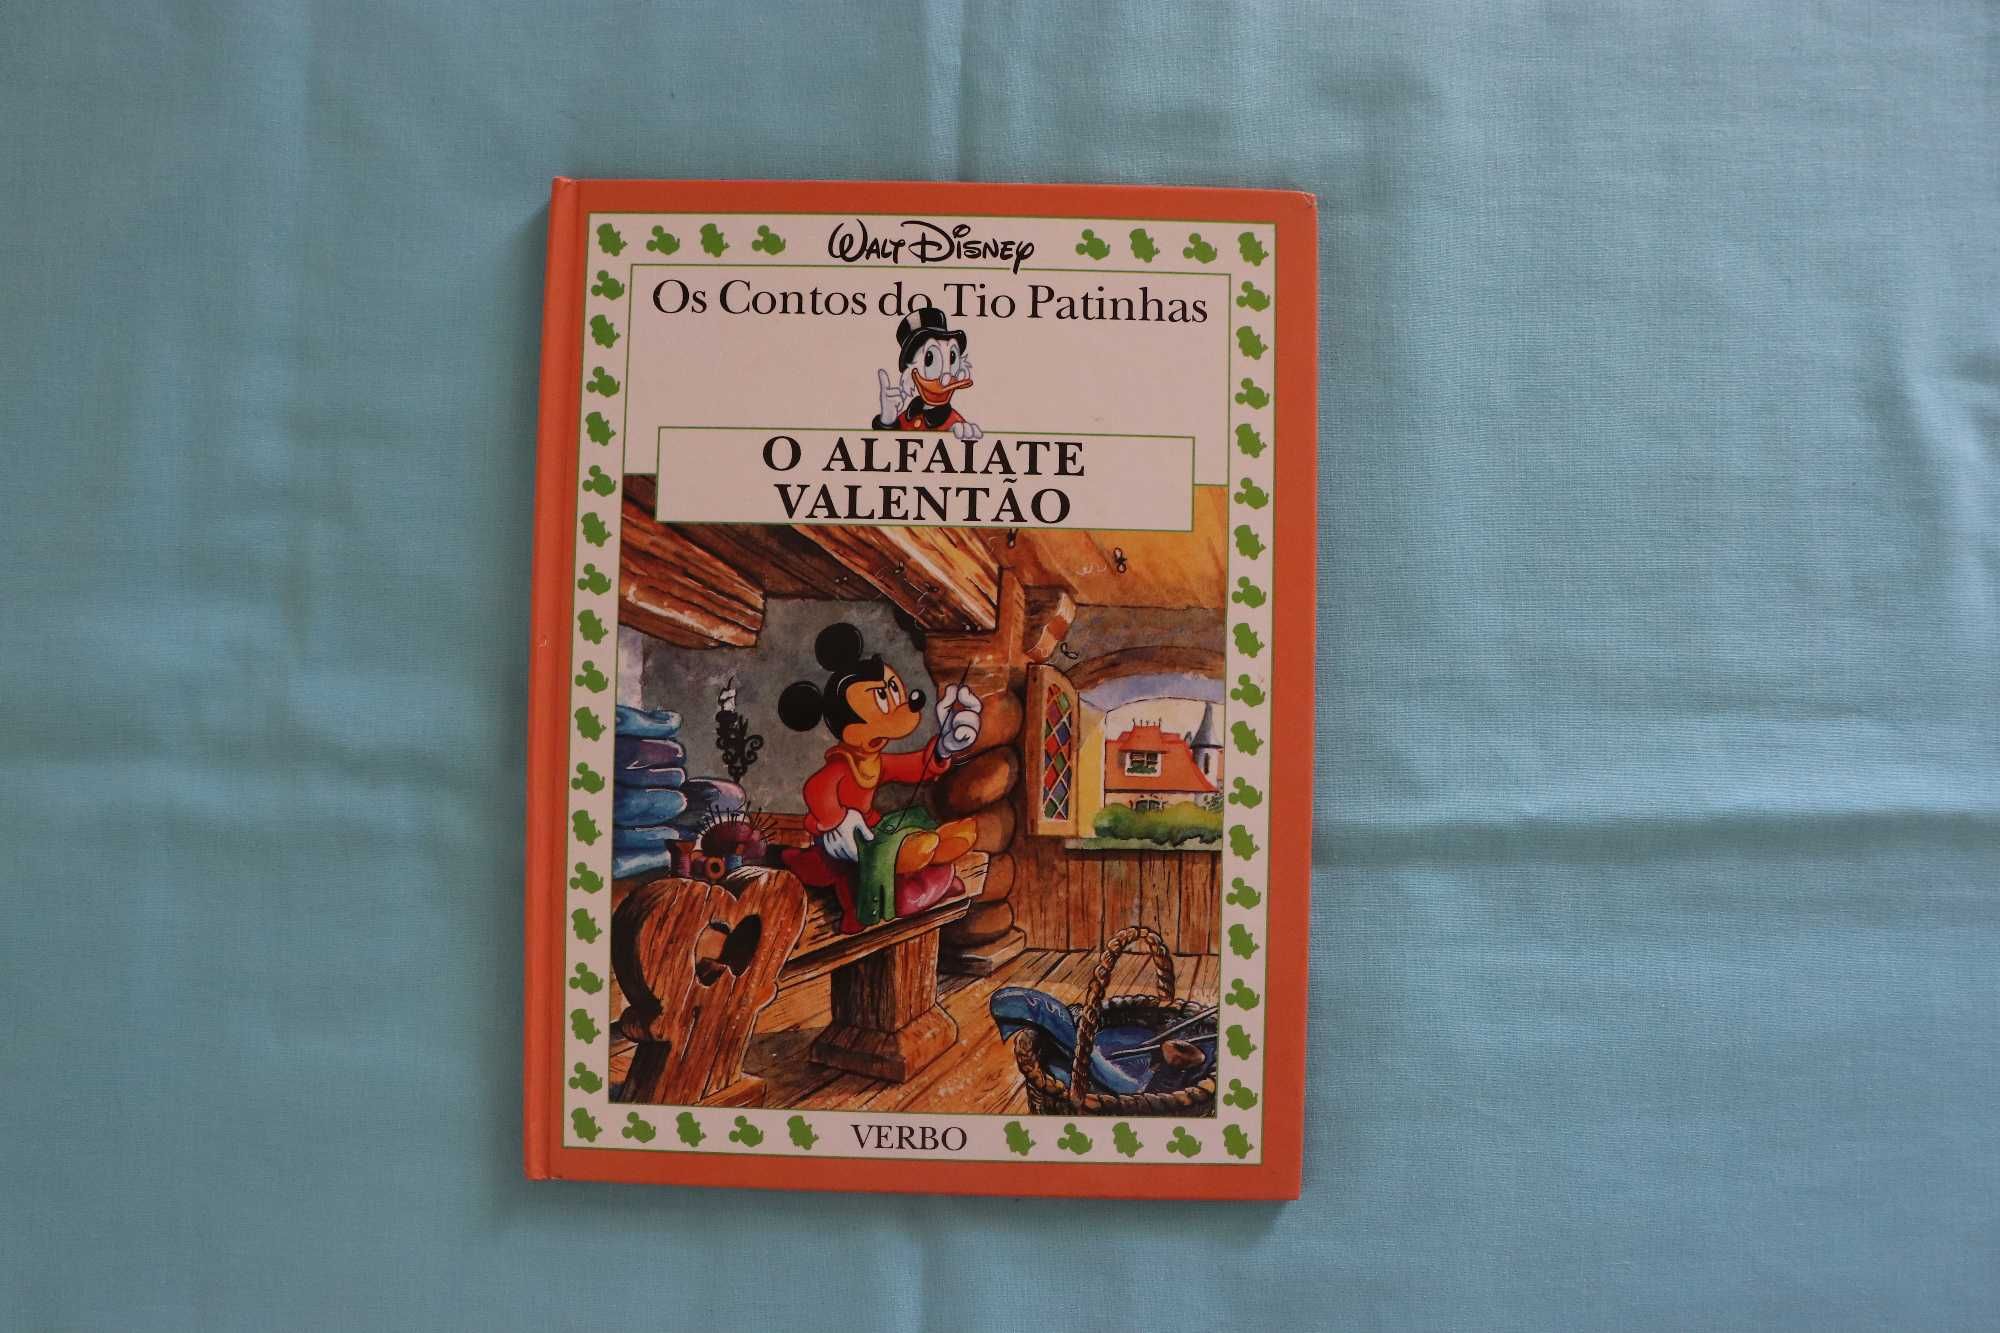 Walt Disney
Os Contos do Tio Patinhas
O ALFAIATE
VALENTÃO
VERBO